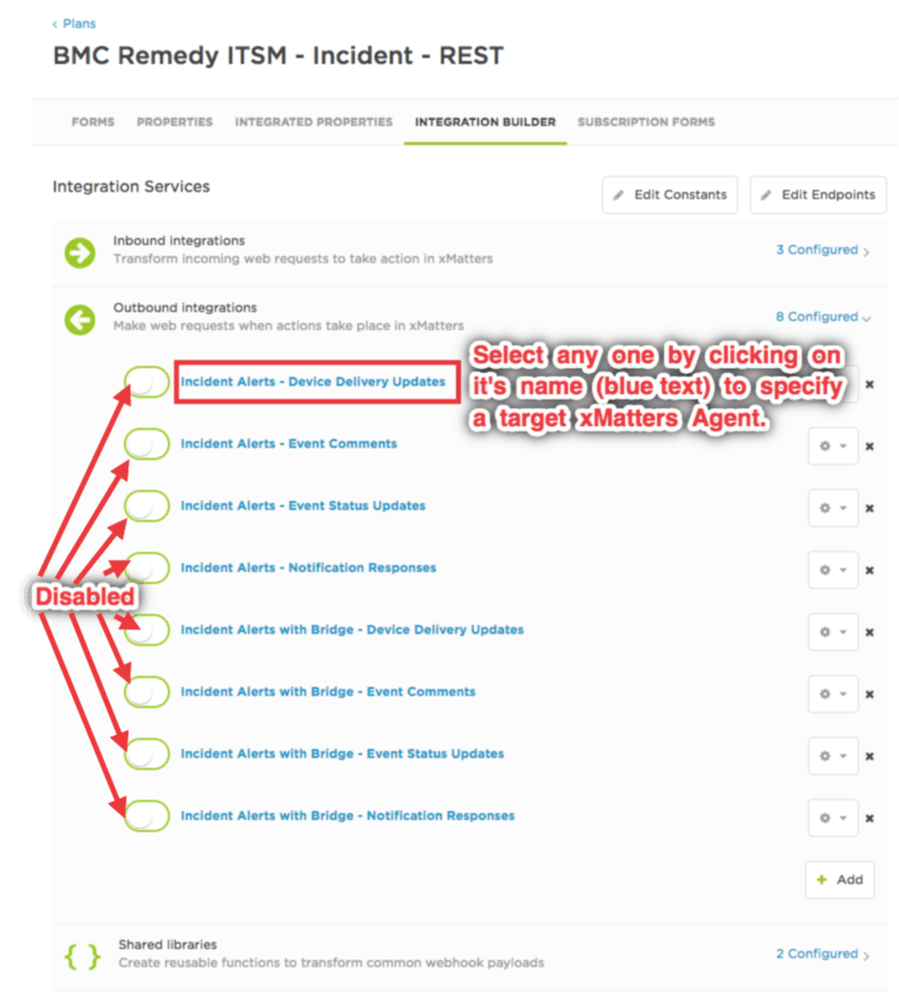 ‹ Plans
BMC Remedy ITSM - Incident - REST
FORMS PROPERTIES INTEGRATED PROPERTIES INTEGRATION BUILDER SUBSCRIPTION FORMS
Integration Services
Edit Constants
Edit Endpoints
Inbound integrations
Transform incoming web requests to take action in xMatters
3 Configured
Outbound integrations
Make web requests when actions take place in xMatters
8 Configured
Select any one by clicking on
it's name (blue text) to specify
a target xMatters Agent.
Incident Alerts - Device Delivery Updates
Incident Alerts - Event Comments
Incident Alerts - Event Status Updates
Incident Alerts - Notification Responses
Disabled
Incident Alerts with Bridge - Device Delivery Updates
Incident Alerts with Bridge - Event Comments
Incident Alerts with Bridge - Event Status Updates
Incident Alerts with Bridge - Notification Responses
+ Add
{ } Shared libraries
Create reusable functions to transform common webhook payloads
2 Configured